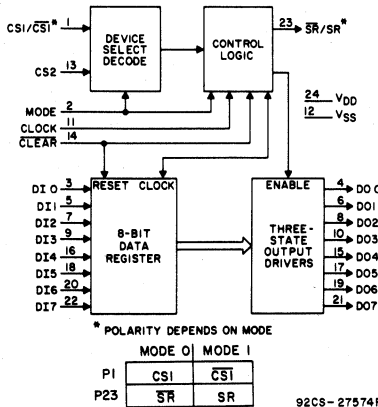 CS1/CS1* 1
DEVICE SELECT DECODE
CONTROL LOGIC
23 SR/SR*
CS2 13
MODE 2
CLOCK 11
CLEAR 14
24 VDD
12 VSS
RESET CLOCK
ENABLE
DI 0 3
DI1 5
DI2 7
DI3 9
DI4 16
DI5 18
DI6 20
DI7 22
8-BIT DATA REGISTER
THREE-STATE OUTPUT DRIVERS
4 DO0
6 DO1
8 DO2
10 DO3
15 DO4
17 DO5
19 DO6
21 DO7
* POLARITY DEPENDS ON MODE
MODE 0 MODE 1
P1 CS1 CS1
P23 SR SR
92CS-27574